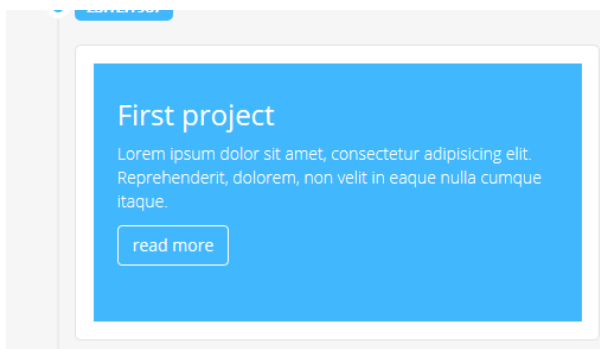 First project
Lorem ipsum dolor sit amet, consectetur adipisicing elit.
Reprehenderit, dolorem, non velit in eaque nulla cumque
itaque.
read more